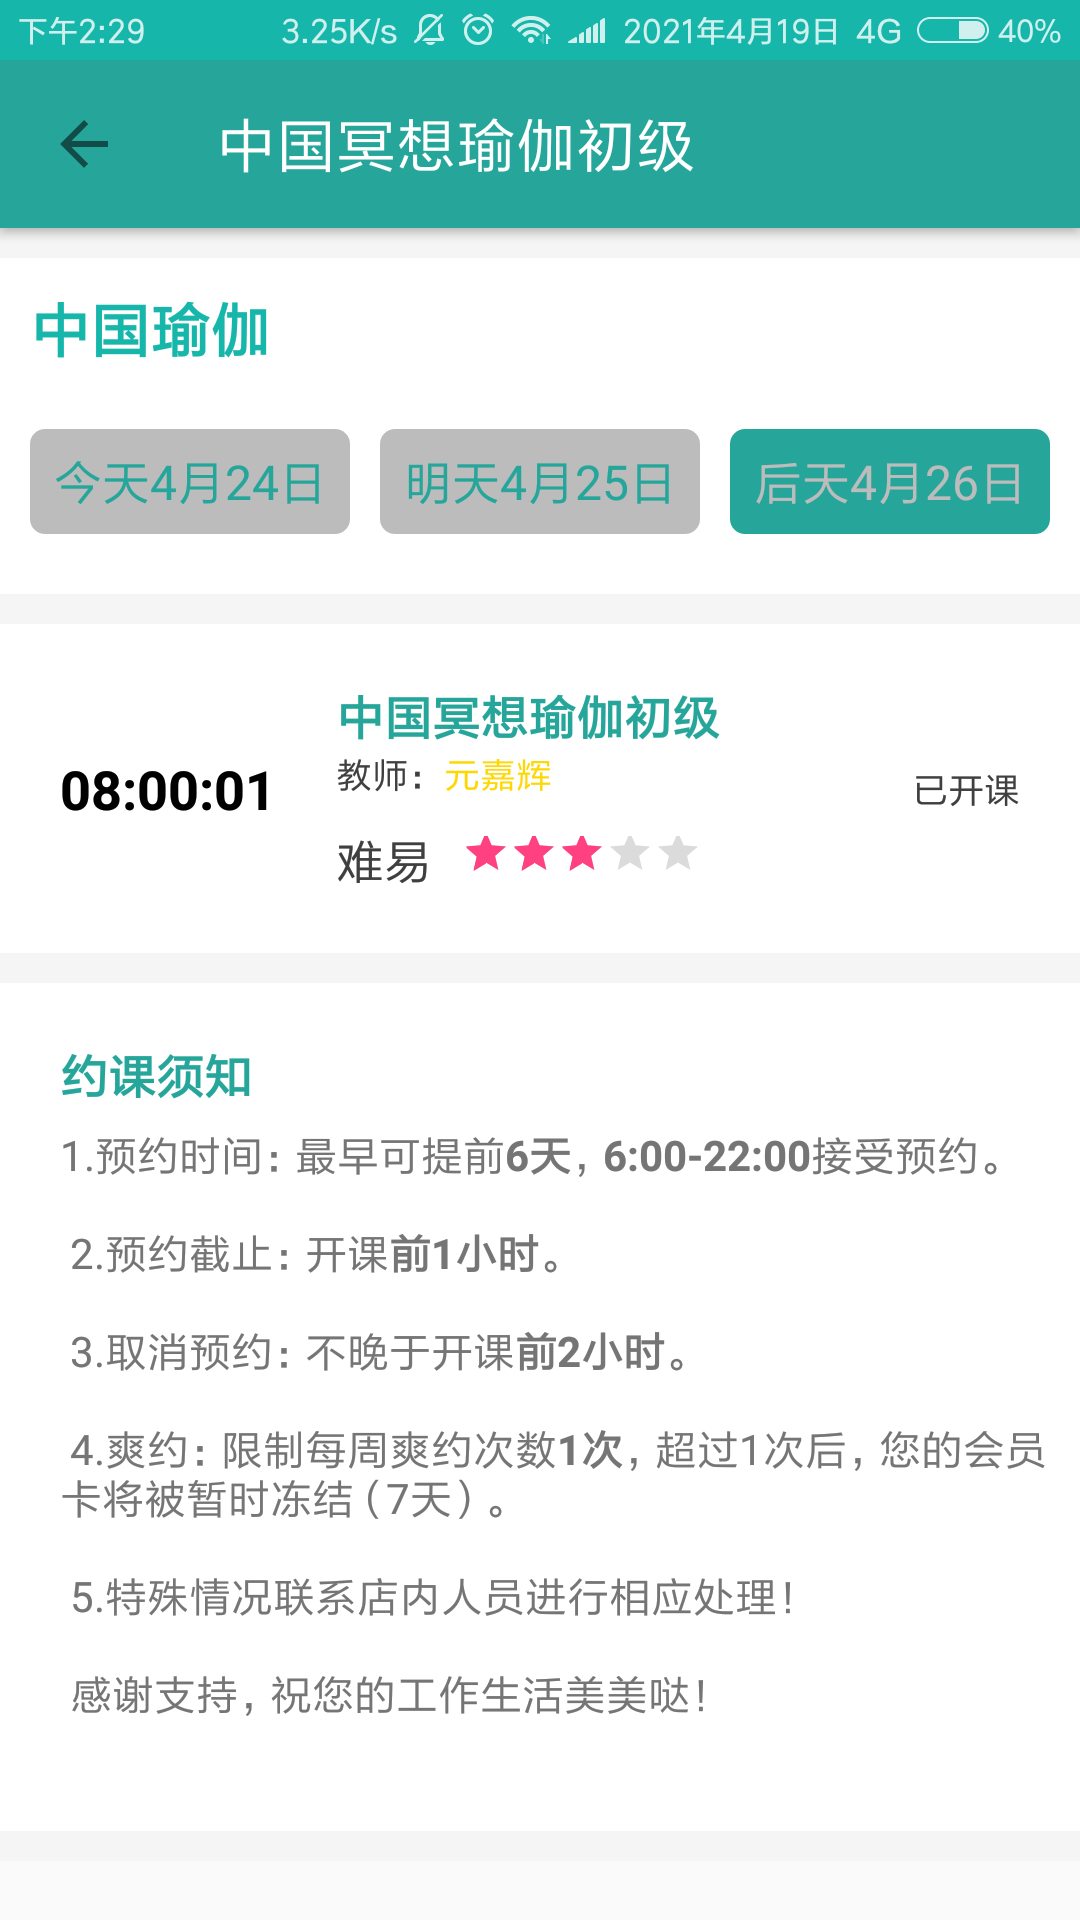 下午2:29 3.25K/s 2021年4月19日 4G 40%
中国冥想瑜伽初级
中国瑜伽
今天4月24日 明天4月25日 后天4月26日
中国冥想瑜伽初级
教师：元嘉辉
08:00:01
已开课
难易
约课须知
1.预约时间：最早可提前6天，6:00-22:00接受预约。
2.预约截止：开课前1小时。
3.取消预约：不晚于开课前2小时。
4.爽约：限制每周爽约次数1次，超过1次后，您的会员
卡将被暂时冻结（7天）。
5.特殊情况联系店内人员进行相应处理！
感谢支持，祝您的工作生活美美哒！